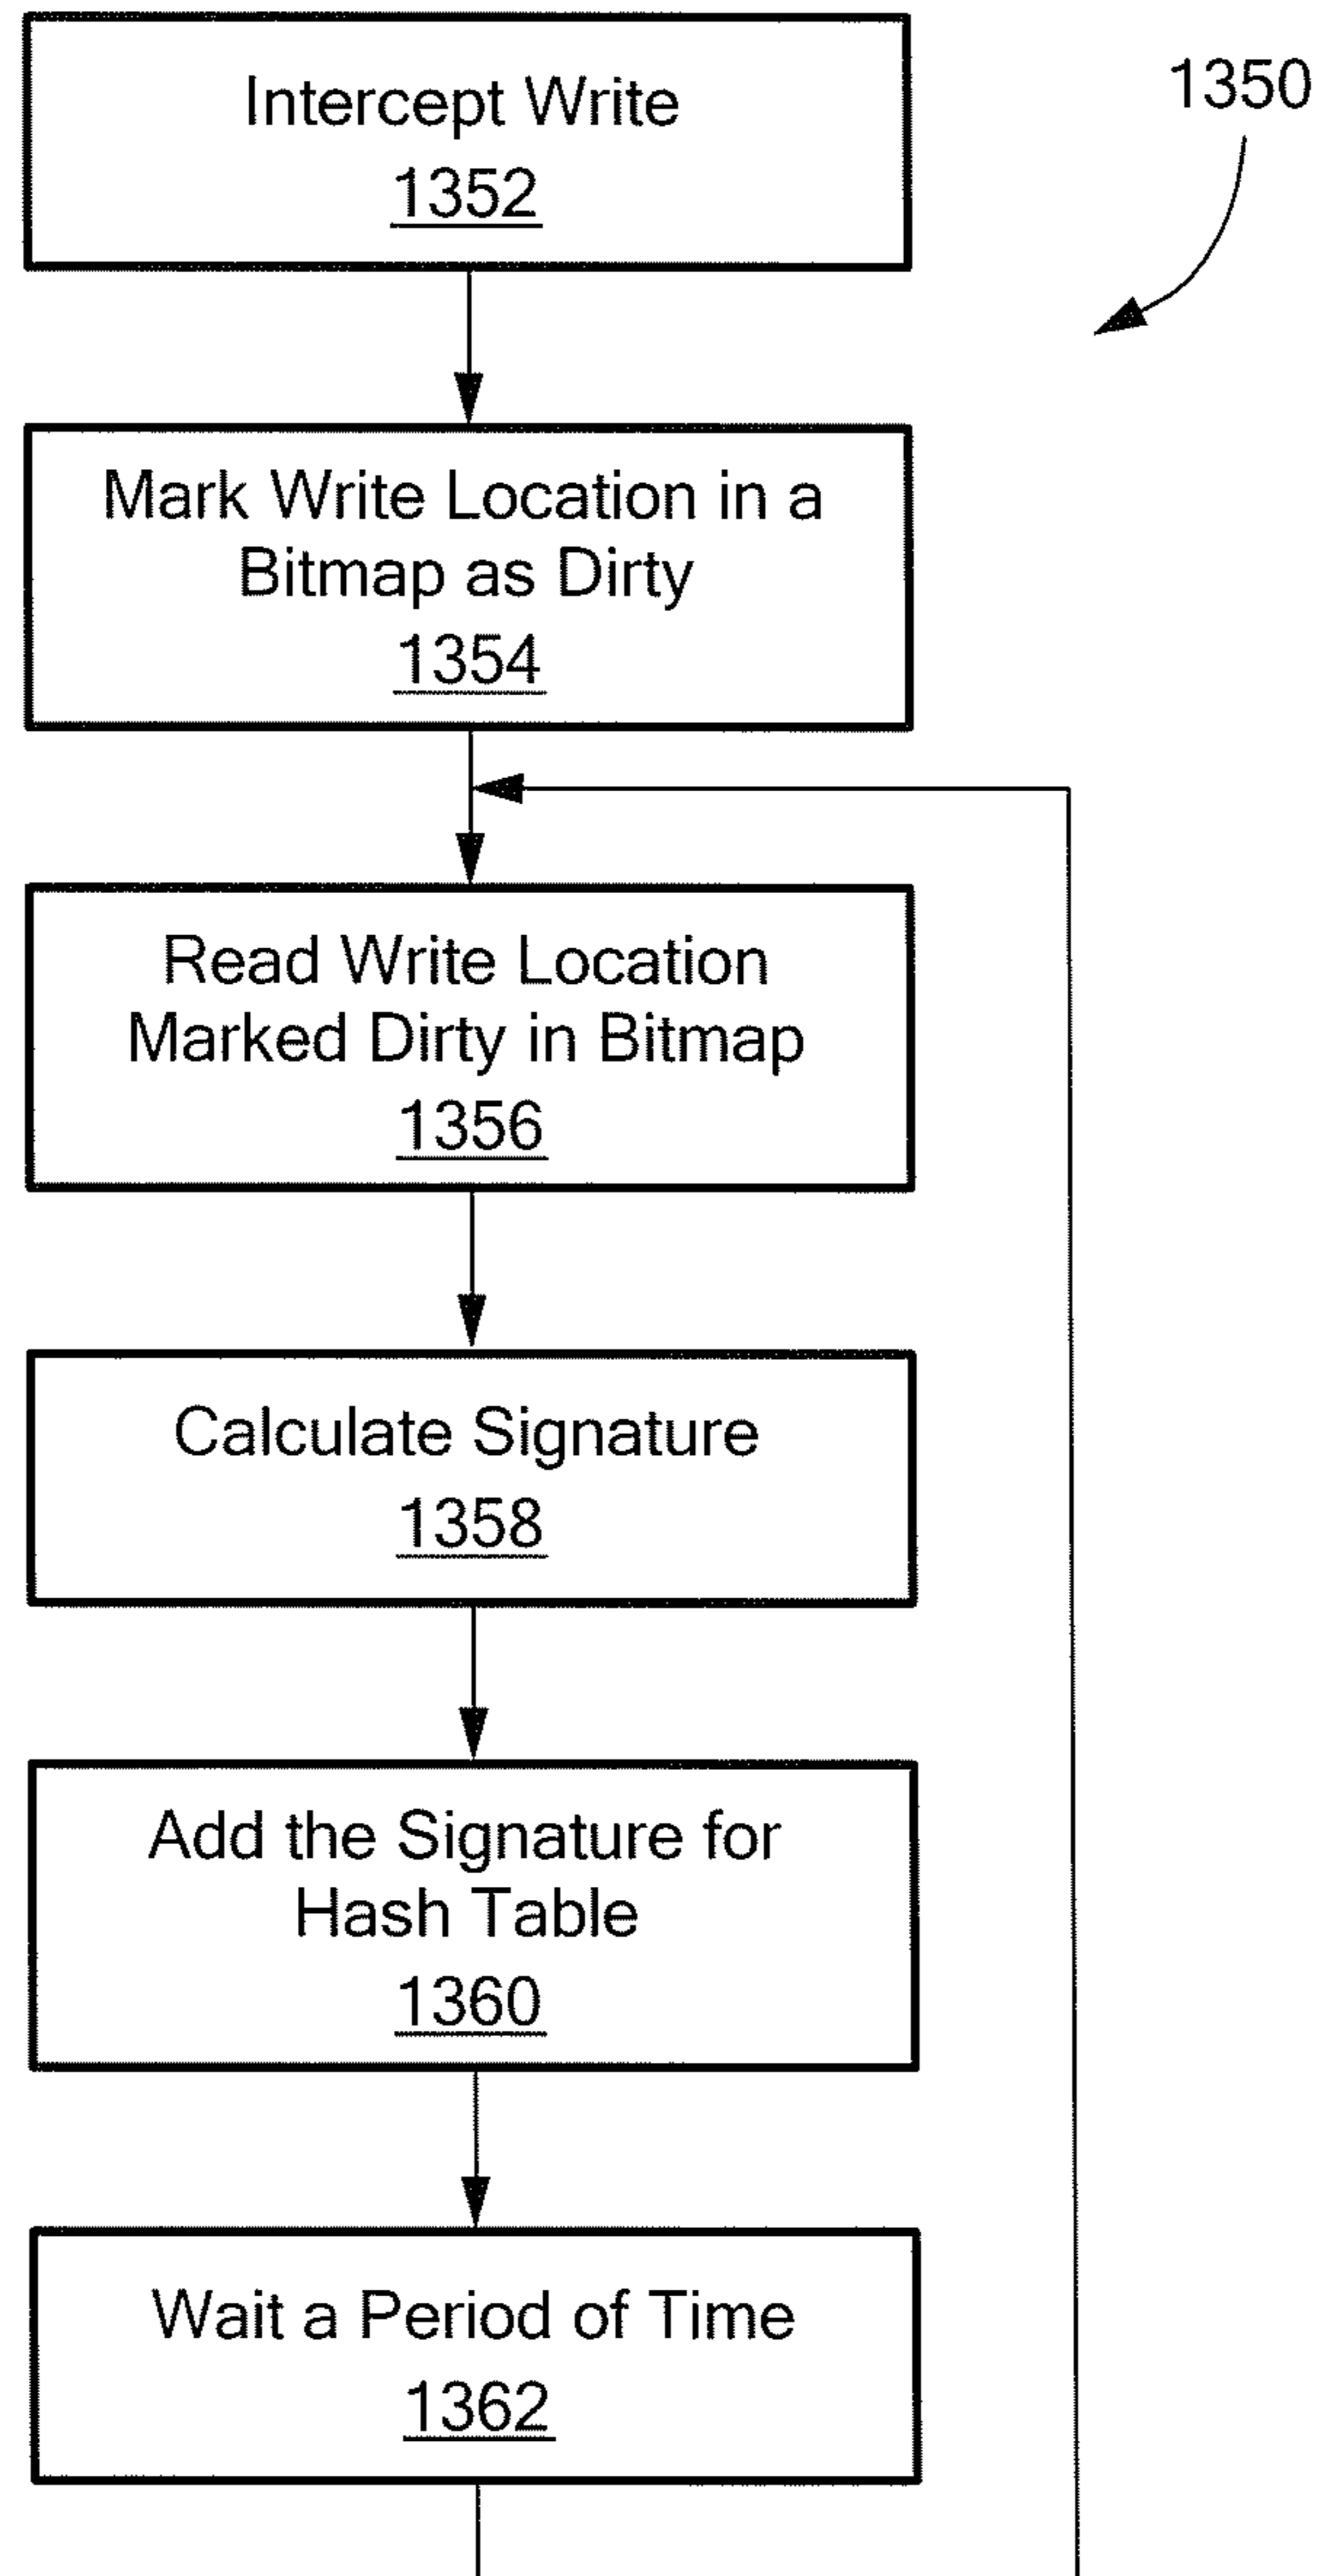 1350
Intercept Write
1352
Mark Write Location in a
Bitmap as Dirty
1354
Read Write Location
Marked Dirty in Bitmap
1356
Calculate Signature
1358
Add the Signature for
Hash Table
1360
Wait a Period of Time
1362